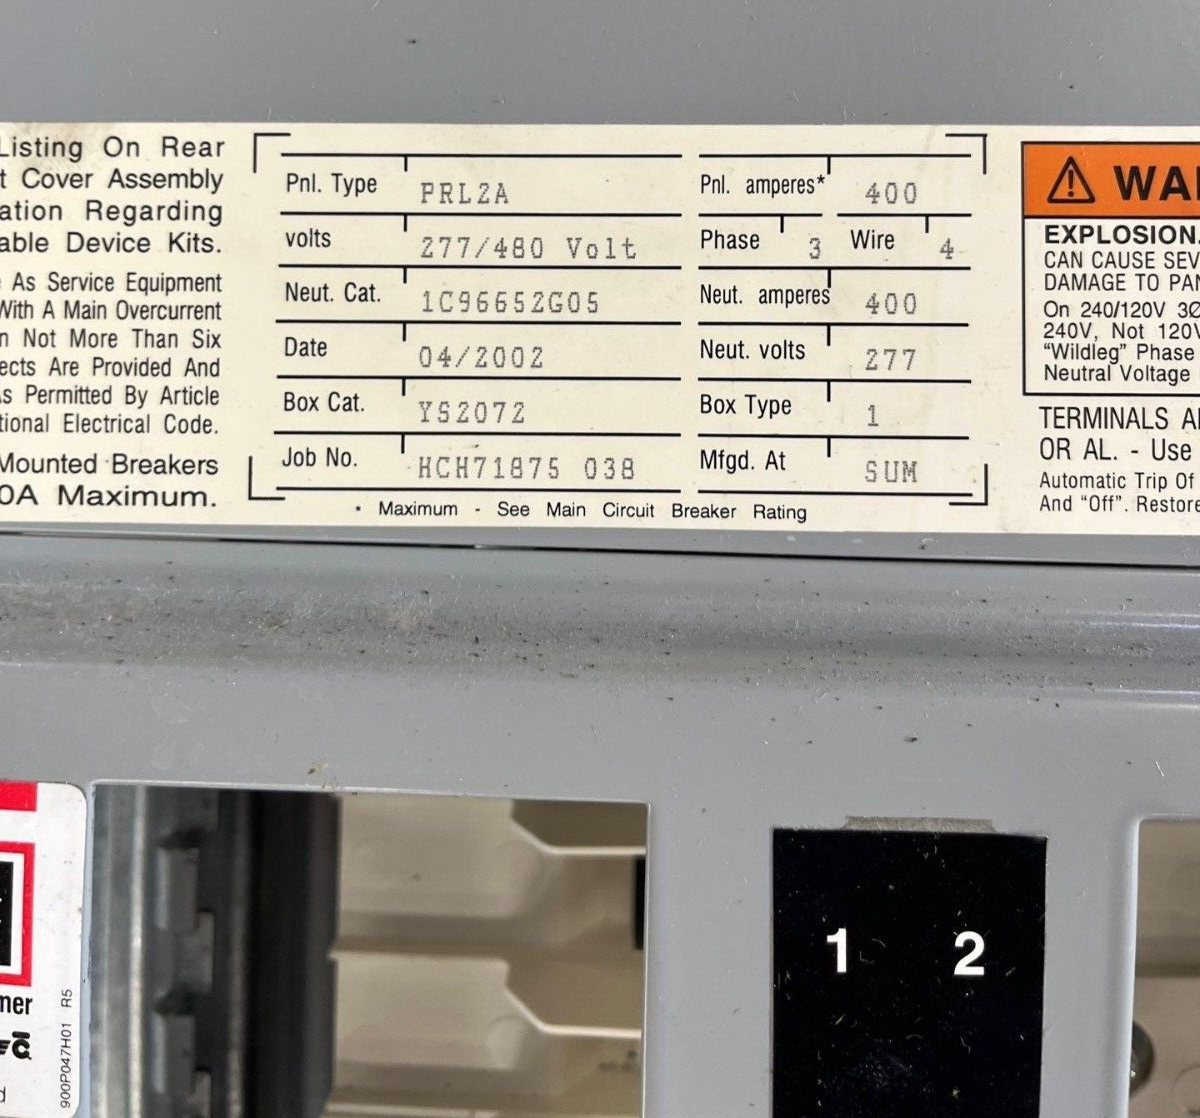 Listing On Rear
t Cover Assembly
ation Regarding
able Device Kits.
As Service Equipment
With A Main Overcurrent
n Not More Than Six
ects Are Provided And
As Permitted By Article
tional Electrical Code.
Mounted Breakers
0A Maximum.
Pnl. Type PRL2A Pnl. amperes* 400
volts 277/480 Volt Phase 3 Wire 4
Neut. Cat. 1C96652G05 Neut. amperes 400
Date 04/2002 Neut. volts 277
Box Cat. YS2072 Box Type 1
Job No. HCH71875 038 Mfgd. At SUM
* Maximum - See Main Circuit Breaker Rating
WA
EXPLOSION.
CAN CAUSE SEV
DAMAGE TO PAN
On 240/120V 3Ø
240V, Not 120V
“Wildleg” Phase
Neutral Voltage
TERMINALS A
OR AL. - Use
Automatic Trip Of
And “Off”. Restore
mer
900P047H01 R5
1 2